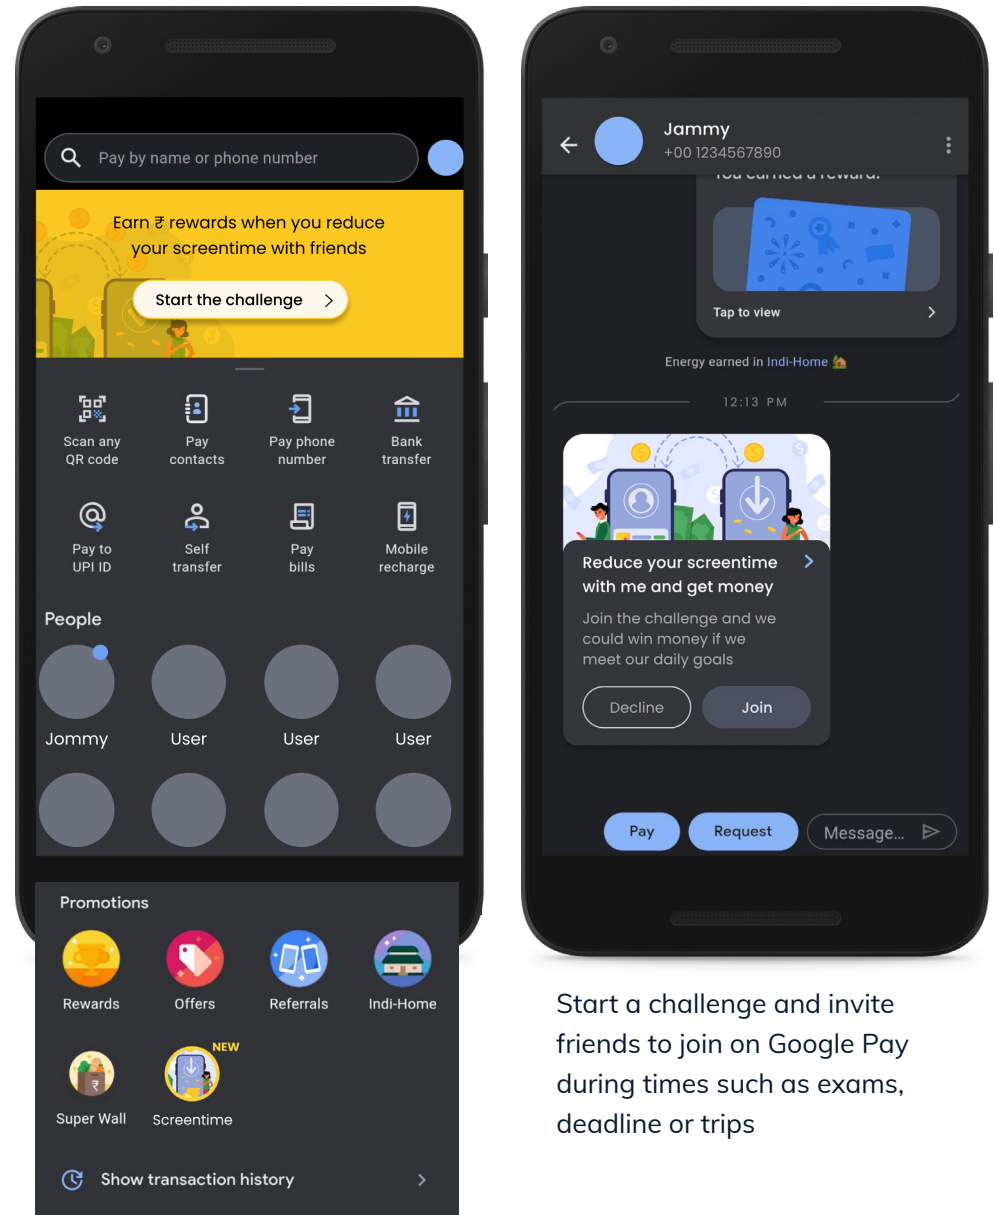 Pay by name or phone number
Earn ₹ rewards when you reduce
your screentime with friends
Start the challenge
Scan any
QR code
Pay
contacts
Pay phone
number
Bank
transfer
Pay to
UPI ID
Self
transfer
Pay
bills
Mobile
recharge
People
Jommy
User
User
User
Promotions
Rewards
Offers
Referrals
Indi-Home
Super Wall
NEW
Screentime
Show transaction history
Jammy
+00 1234567890
You earned a reward!
Tap to view
Energy earned in Indi-Home 🏡
12:13 PM
Reduce your screentime
with me and get money
Join the challenge and we
could win money if we
meet our daily goals
Decline
Join
Pay
Request
Message...
Start a challenge and invite
friends to join on Google Pay
during times such as exams,
deadline or trips